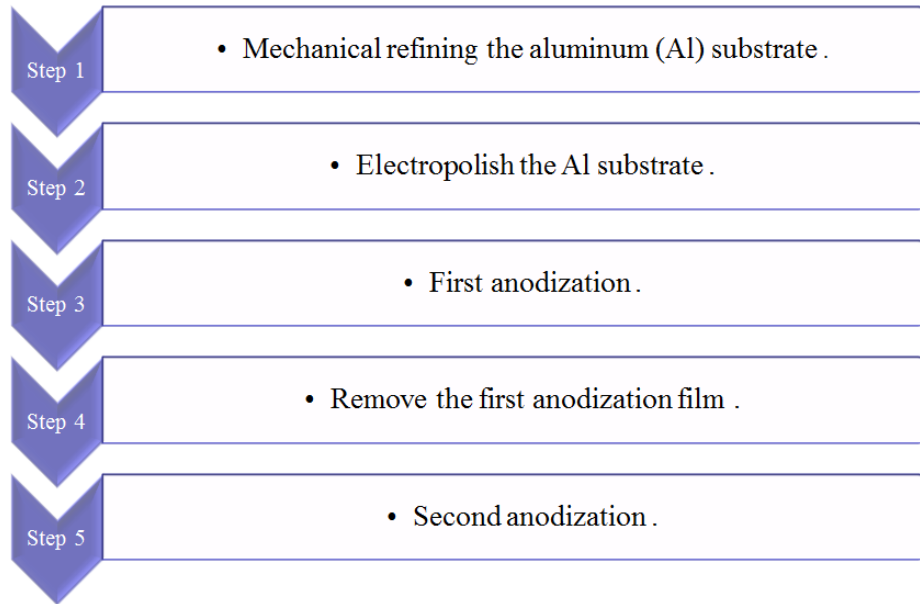 Step 1
• Mechanical refining the aluminum (Al) substrate .
Step 2
• Electropolish the Al substrate .
Step 3
• First anodization .
Step 4
• Remove the first anodization film .
Step 5
• Second anodization .